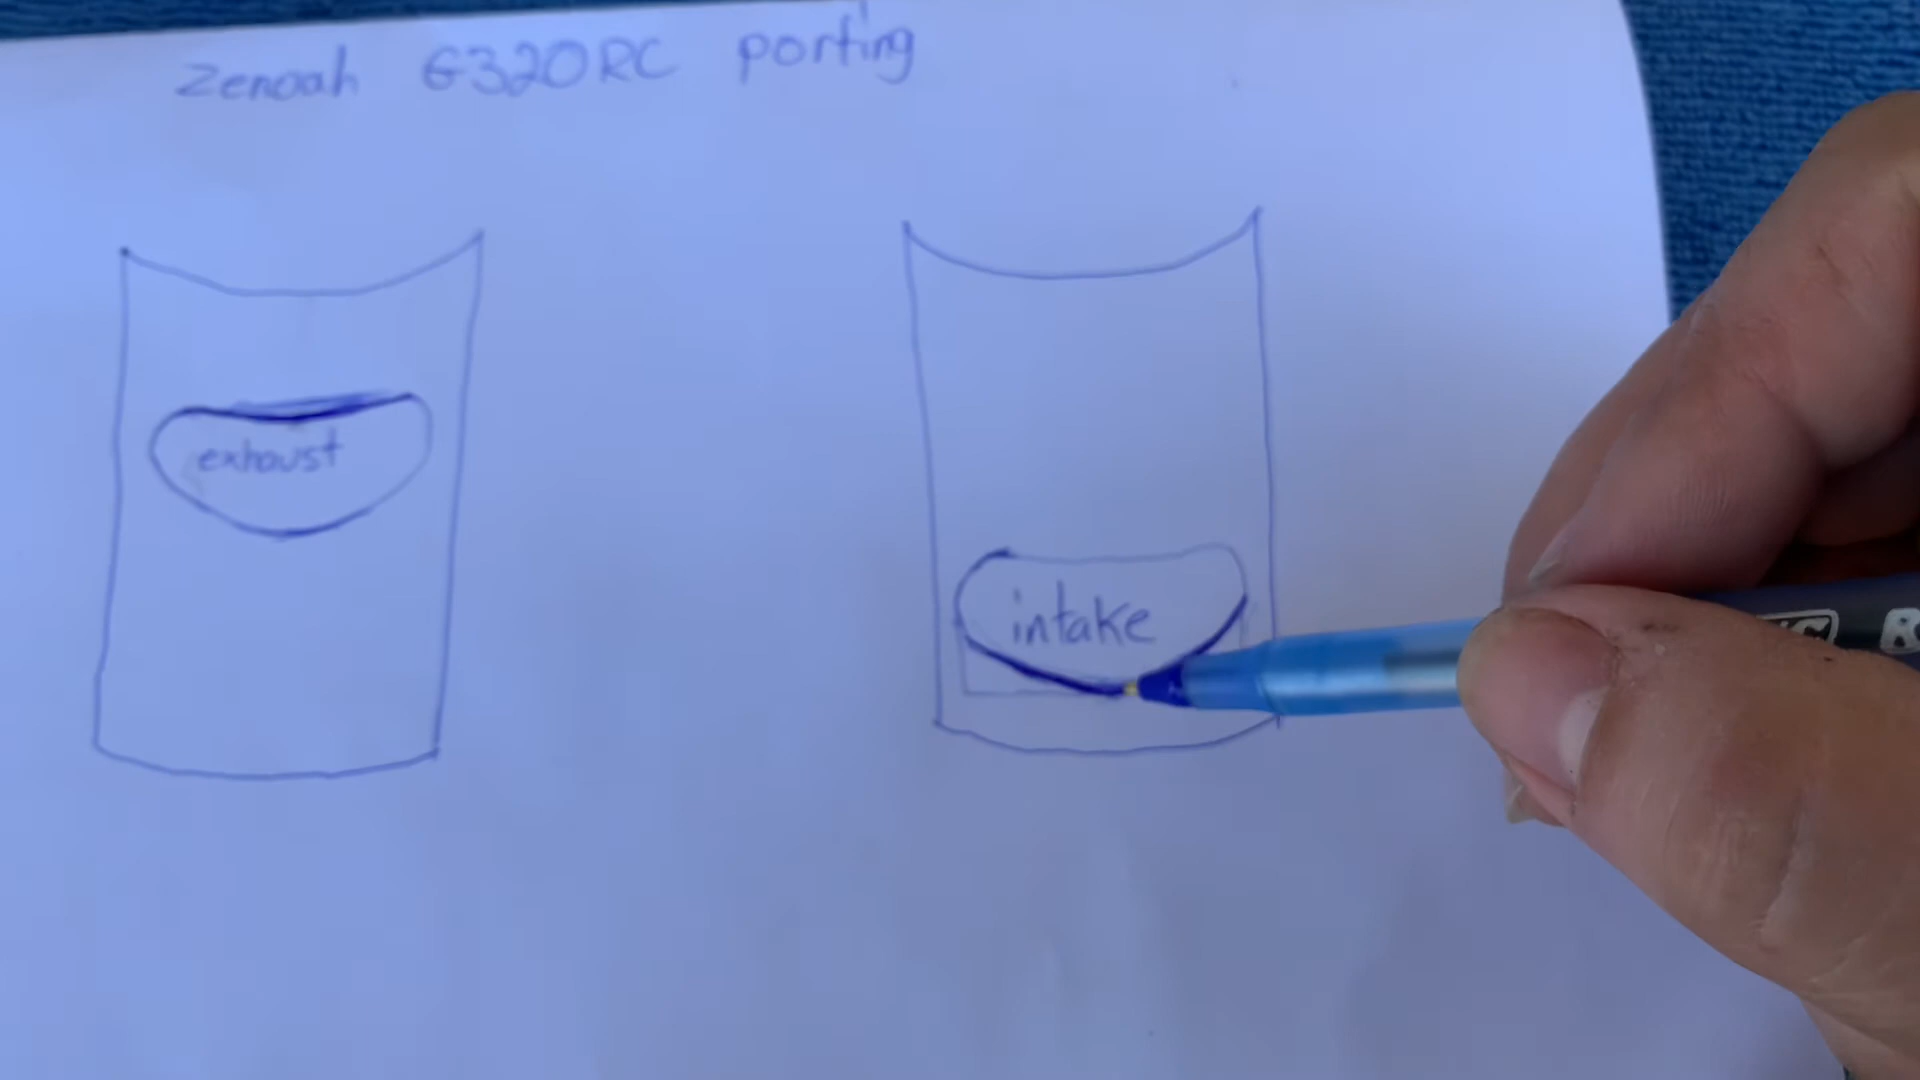 Zenoah G320RC porting
exhaust
intake